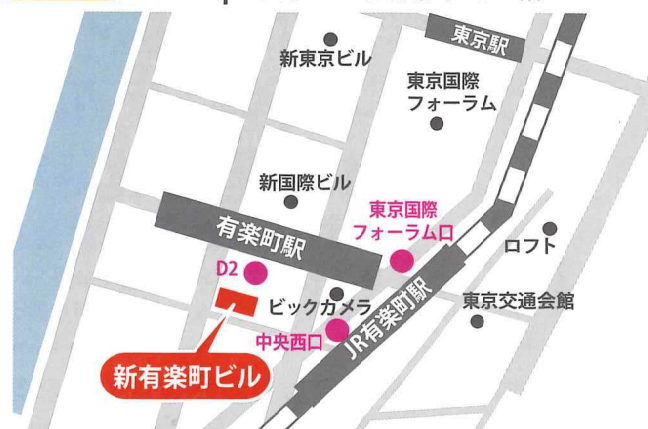 東京駅
新東京ビル
東京国際
フォーラム
新国際ビル
東京国際
フォーラム口
有楽町駅
ロフト
D2
ビックカメラ
JR有楽町駅
東京交通会館
中央西口
新有楽町ビル